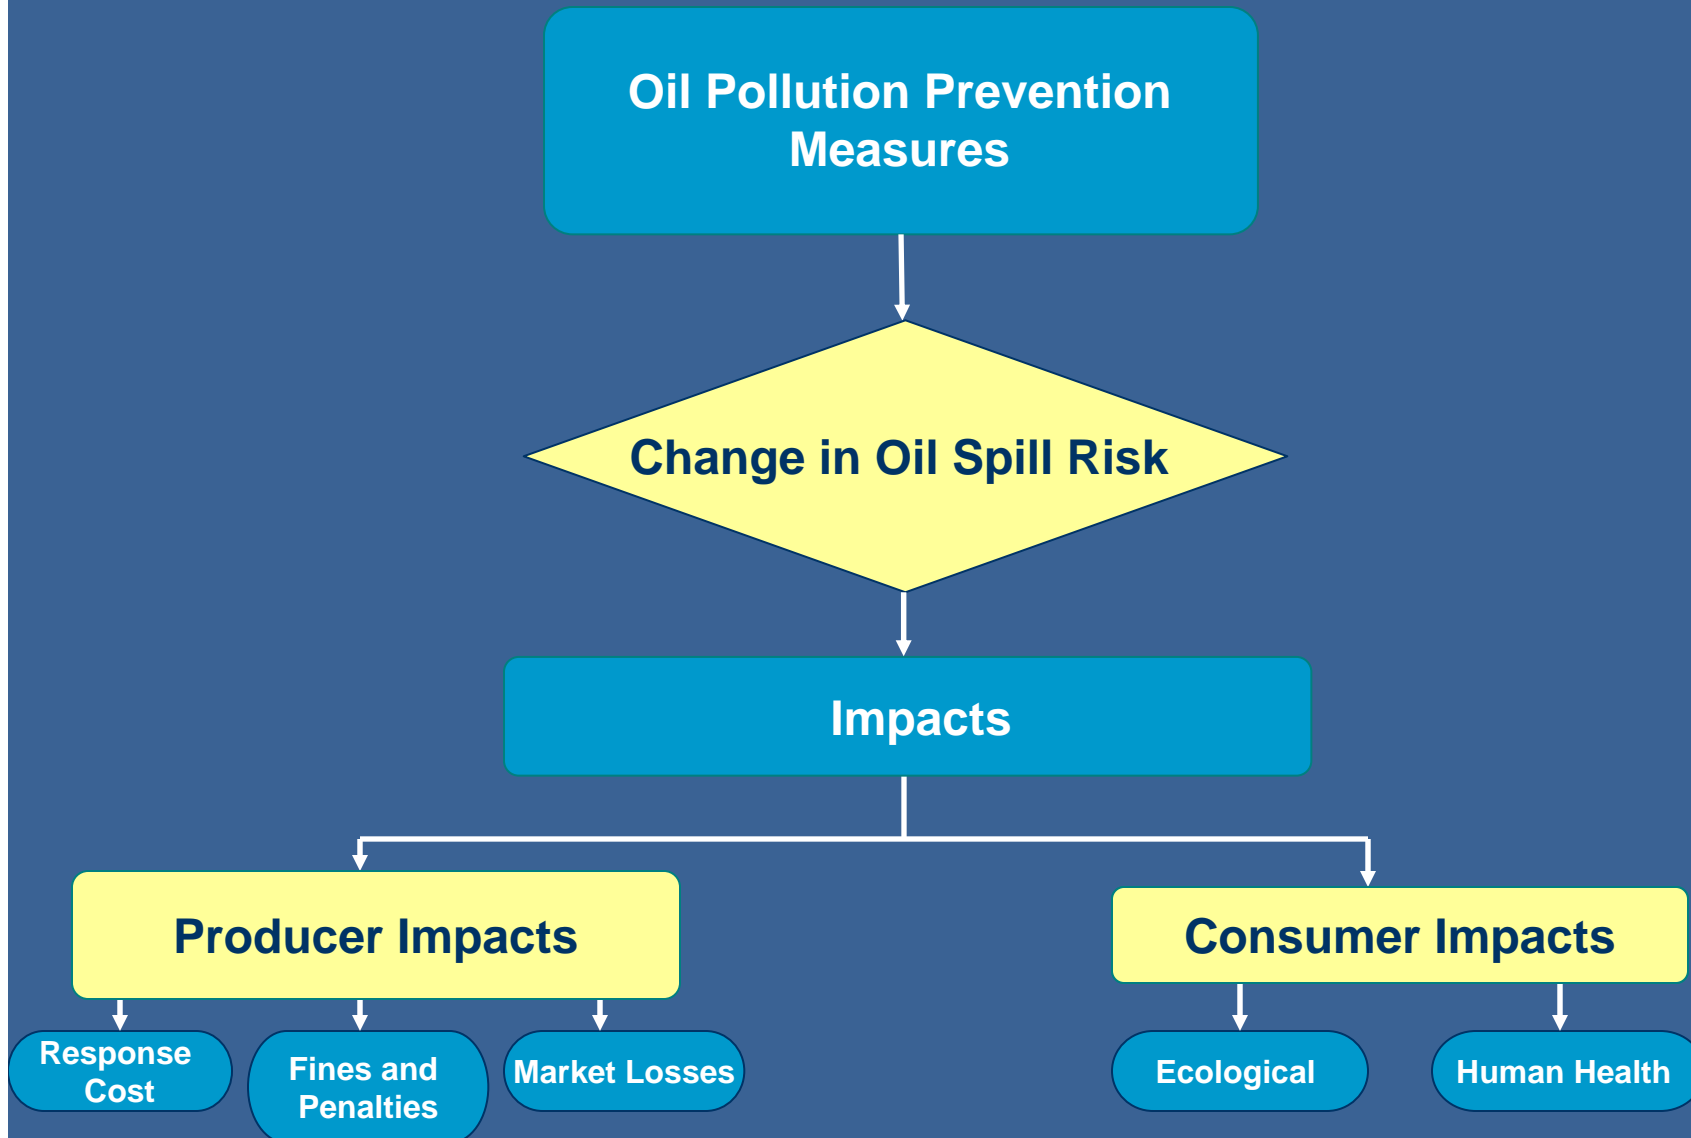 Oil Pollution Prevention
Measures
Change in Oil Spill Risk
Impacts
Producer Impacts
Consumer Impacts
Response
Cost
Fines and
Penalties
Market Losses
Ecological
Human Health